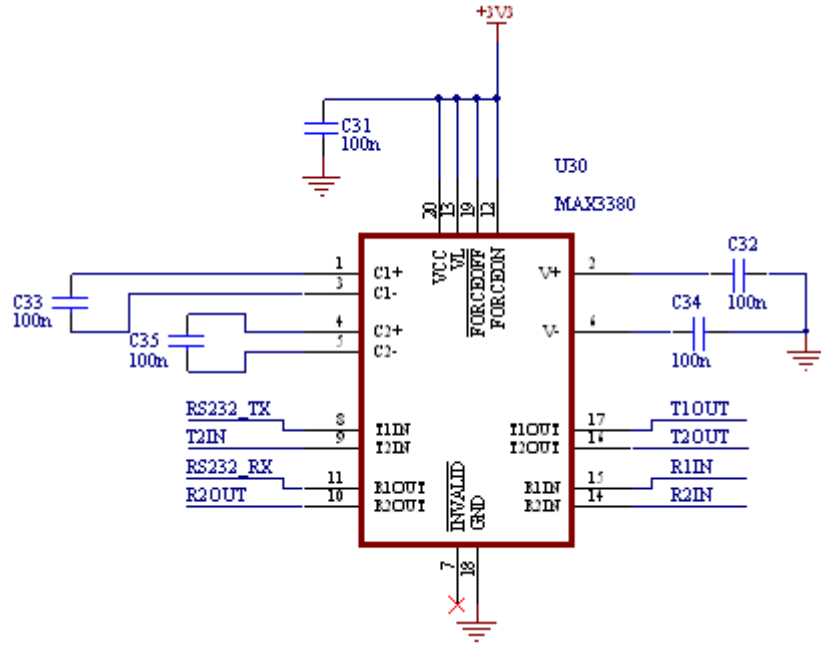 +3V3
C31
100n
U30
MAX3380
20
13
19
12
VCC
VL
FORCEOFF
FORCEON
1
C1+
3
C1-
C33
100n
4
C2+
5
C2-
C35
100n
V+
2
C32
100n
V-
6
C34
100n
RS232_TX
8
T1IN
T2IN
9
T2IN
RS232_RX
11
R1OUT
R2OUT
10
R2OUT
T1OUT
17
T1OUT
T2OUT
16
T2OUT
R1IN
15
R1IN
R2IN
14
R2IN
INVALID
GND
7
18